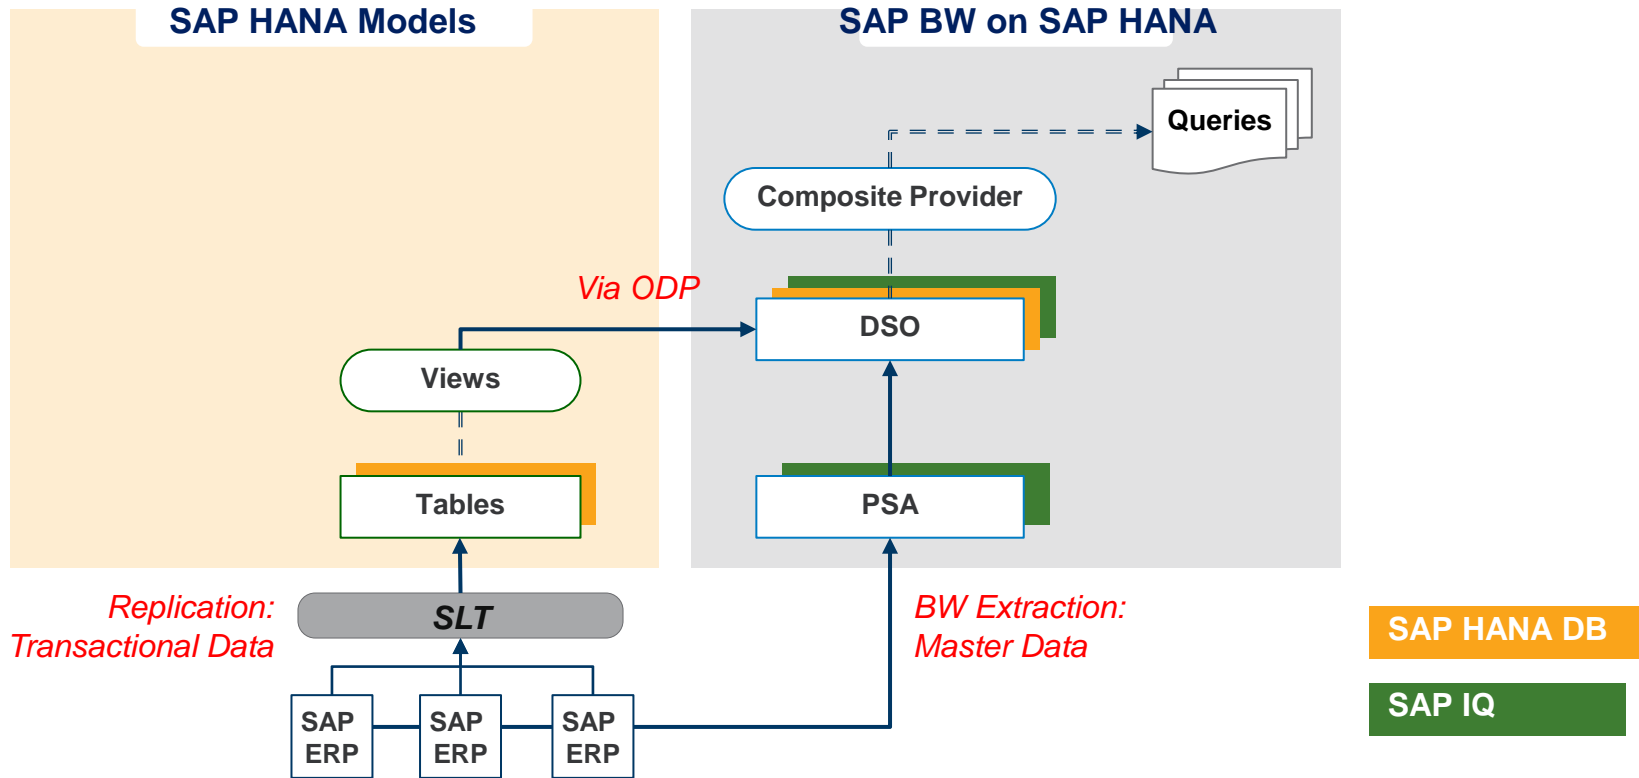 SAP HANA Models
SAP BW on SAP HANA
Queries
Composite Provider
Via ODP
DSO
Views
Tables
PSA
Replication:
Transactional Data
SLT
BW Extraction:
Master Data
SAP HANA DB
SAP IQ
SAP
ERP
SAP
ERP
SAP
ERP